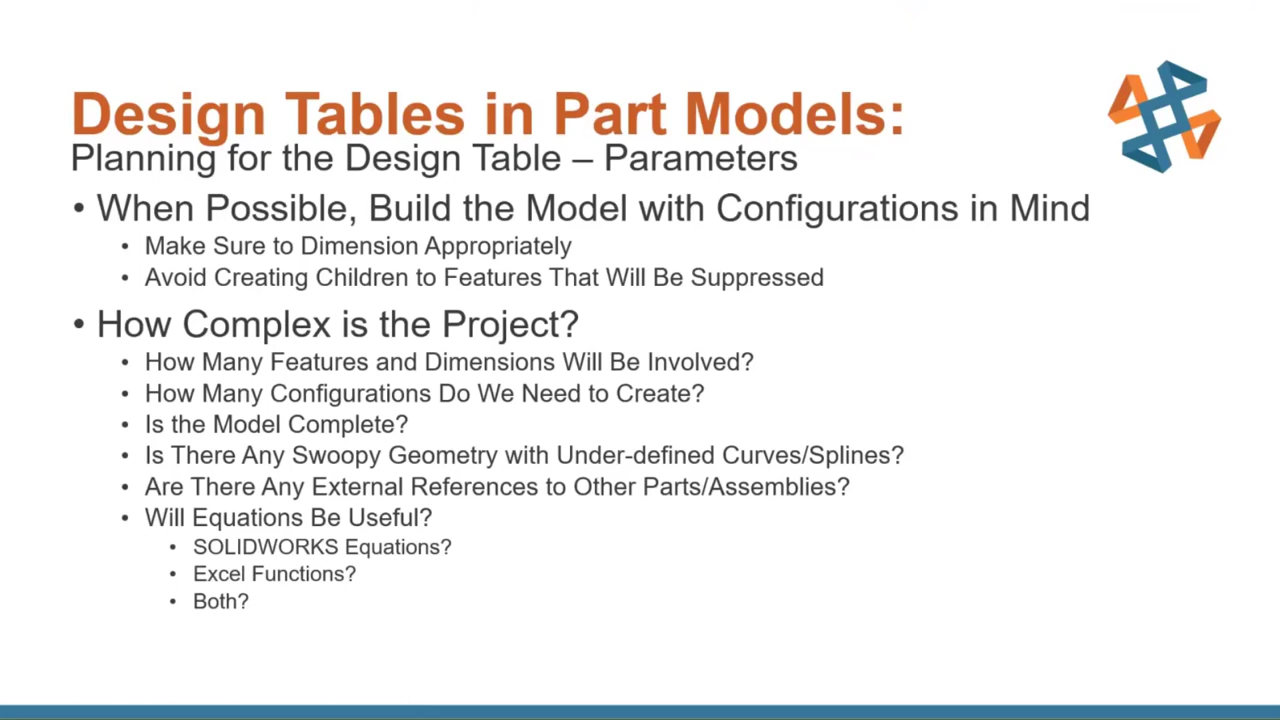 Design Tables in Part Models:
Planning for the Design Table – Parameters
• When Possible, Build the Model with Configurations in Mind
• Make Sure to Dimension Appropriately
• Avoid Creating Children to Features That Will Be Suppressed
• How Complex is the Project?
• How Many Features and Dimensions Will Be Involved?
• How Many Configurations Do We Need to Create?
• Is the Model Complete?
• Is There Any Swoopy Geometry with Under-defined Curves/Splines?
• Are There Any External References to Other Parts/Assemblies?
• Will Equations Be Useful?
• SOLIDWORKS Equations?
• Excel Functions?
• Both?